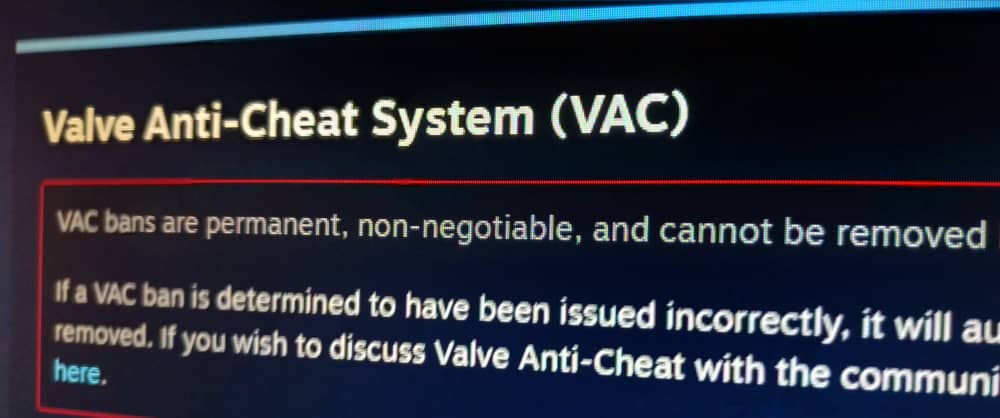 Valve Anti-Cheat System (VAC)
VAC bans are permanent, non-negotiable, and cannot be removed
If a VAC ban is determined to have been issued incorrectly, it will au
removed. If you wish to discuss Valve Anti-Cheat with the communi
here.